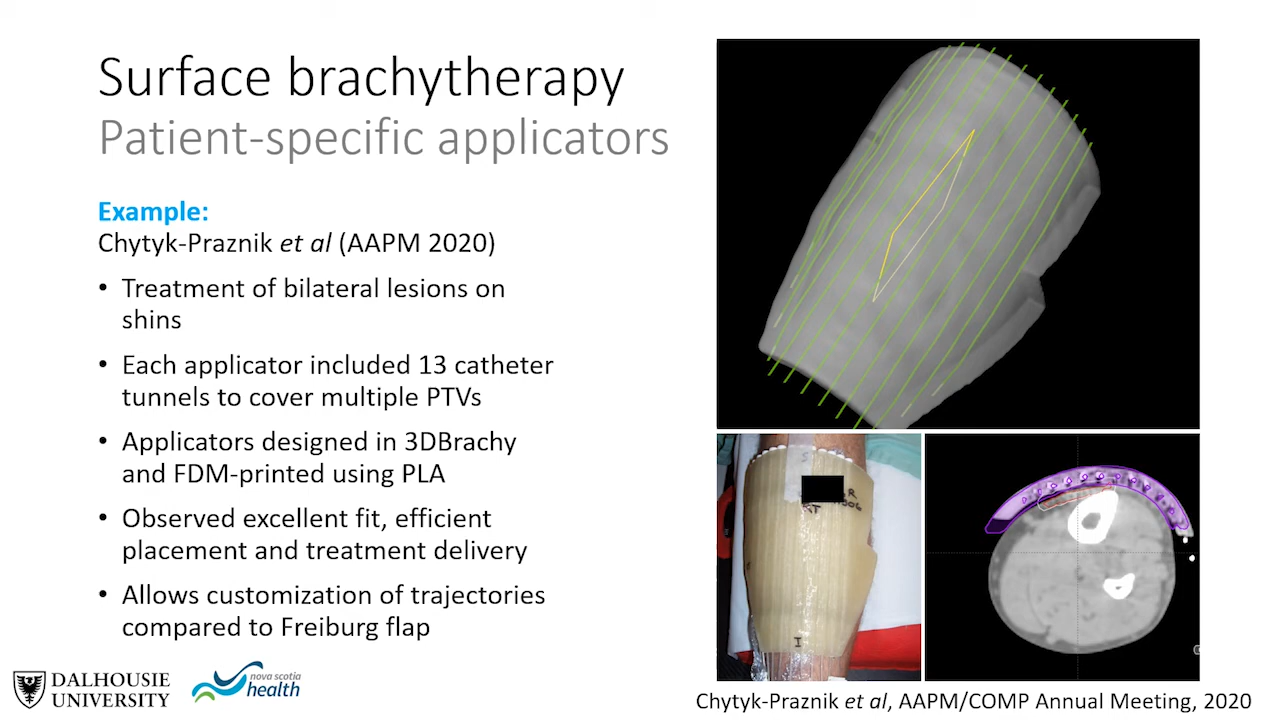 Surface brachytherapy
Patient-specific applicators
Example:
Chytyk-Praznik et al (AAPM 2020)
• Treatment of bilateral lesions on
shins
• Each applicator included 13 catheter
tunnels to cover multiple PTVs
• Applicators designed in 3DBrachy
and FDM-printed using PLA
• Observed excellent fit, efficient
placement and treatment delivery
• Allows customization of trajectories
compared to Freiburg flap
DALHOUSIE
UNIVERSITY
nova scotia
health
S
R
I
Chytyk-Praznik et al, AAPM/COMP Annual Meeting, 2020